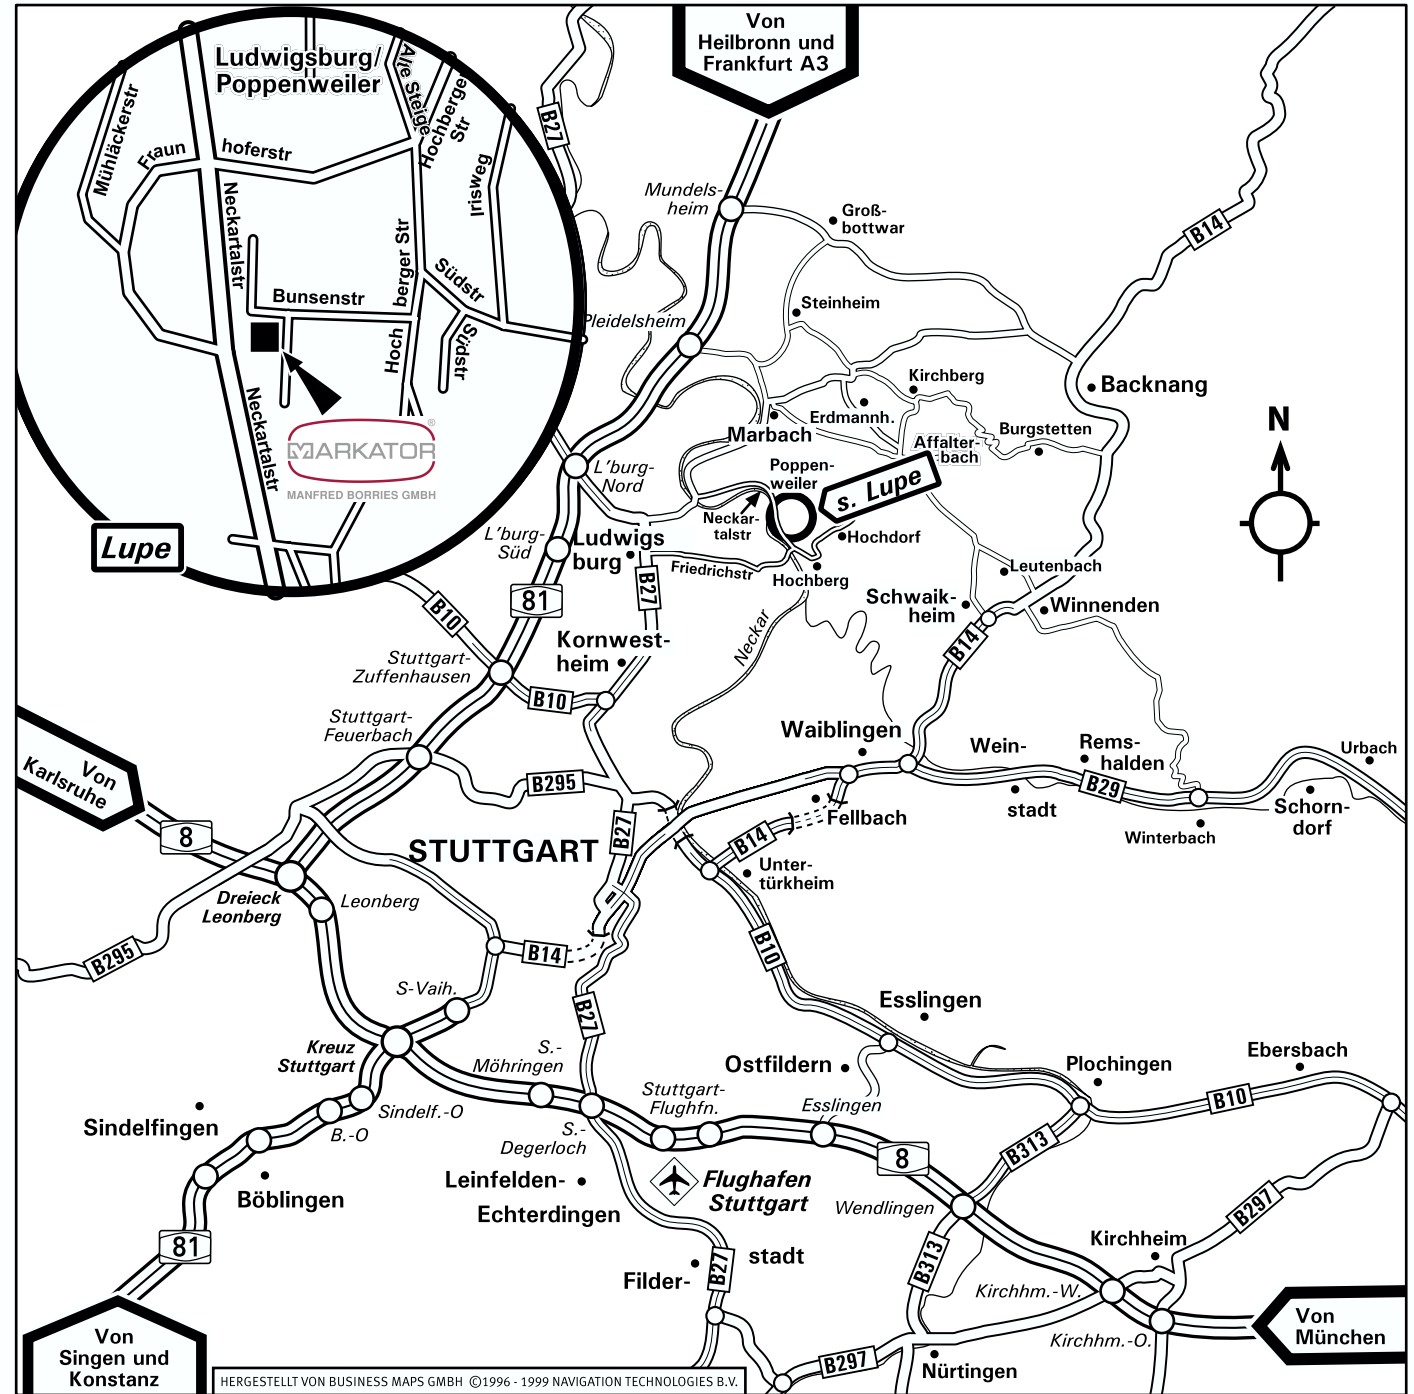 Von
Heilbronn und
Frankfurt A3
Ludwigsburg/
Poppenweiler
Mühläckerstr
Fraun
hoferstr
Alte Steige
Hochberger
Str
Irisweg
Neckartalstr
Bunsenstr
Hoch
berger Str
Südstr
Südstr
Neckartalstr
MARKATOR®
MANFRED BORRIES GMBH
Lupe
B27
Mundels-
heim
Groß-
bottwar
B14
Steinheim
Pleidelsheim
Kirchberg
Backnang
Erdmannh.
Burgstetten
Marbach
Affalter-
bach
N
L'burg-
Nord
Poppen-
weiler
s. Lupe
Neckar-
talstr
L'burg-
Süd
Ludwigs
burg
Hochdorf
Friedrichstr
Hochberg
Leutenbach
81
B27
B10
Schwaik-
heim
Winnenden
Kornwest-
heim
Neckar
B14
Stuttgart-
Zuffenhausen
B10
Stuttgart-
Feuerbach
Waiblingen
Wein-
stadt
Rems-
halden
Urbach
Von
Karlsruhe
B295
B29
Schorn-
dorf
Fellbach
Winterbach
8
STUTTGART
B27
B14
Unter-
türkheim
Dreieck
Leonberg
Leonberg
B295
B14
B10
S-Vaih.
B27
Esslingen
Kreuz
Stuttgart
S.-
Möhringen
Ostfildern
Plochingen
Ebersbach
Stuttgart-
Flughfn.
Esslingen
B10
Sindelf.-O
Sindelfingen
B.-O
S.-
Degerloch
B313
8
Böblingen
Leinfelden-
Echterdingen
Flughafen
Stuttgart
Wendlingen
B297
81
Kirchheim
B313
stadt
Filder-
B27
Kirchhm.-W.
Von
Singen und
Konstanz
Von
München
Kirchhm.-O.
B297
Nürtingen
HERGESTELLT VON BUSINESS MAPS GMBH ©1996 - 1999 NAVIGATION TECHNOLOGIES B.V.